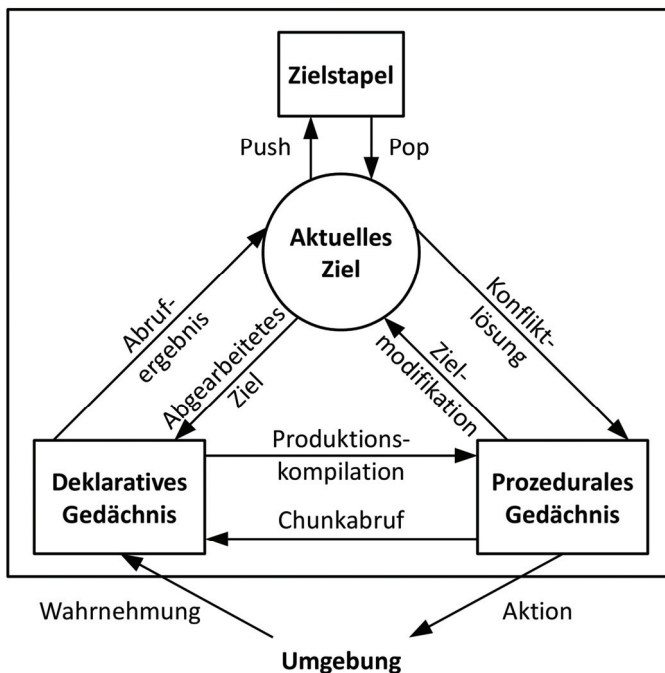 Zielstapel
Push
Pop
Aktuelles
Ziel
Abruf-
ergebnis
Abgearbeitetes
Ziel
Ziel-
modifikation
Konflikt-
lösung
Deklaratives
Gedächnis
Produktions-
kompilation
Chunkabruf
Prozedurales
Gedächnis
Wahrnehmung
Aktion
Umgebung